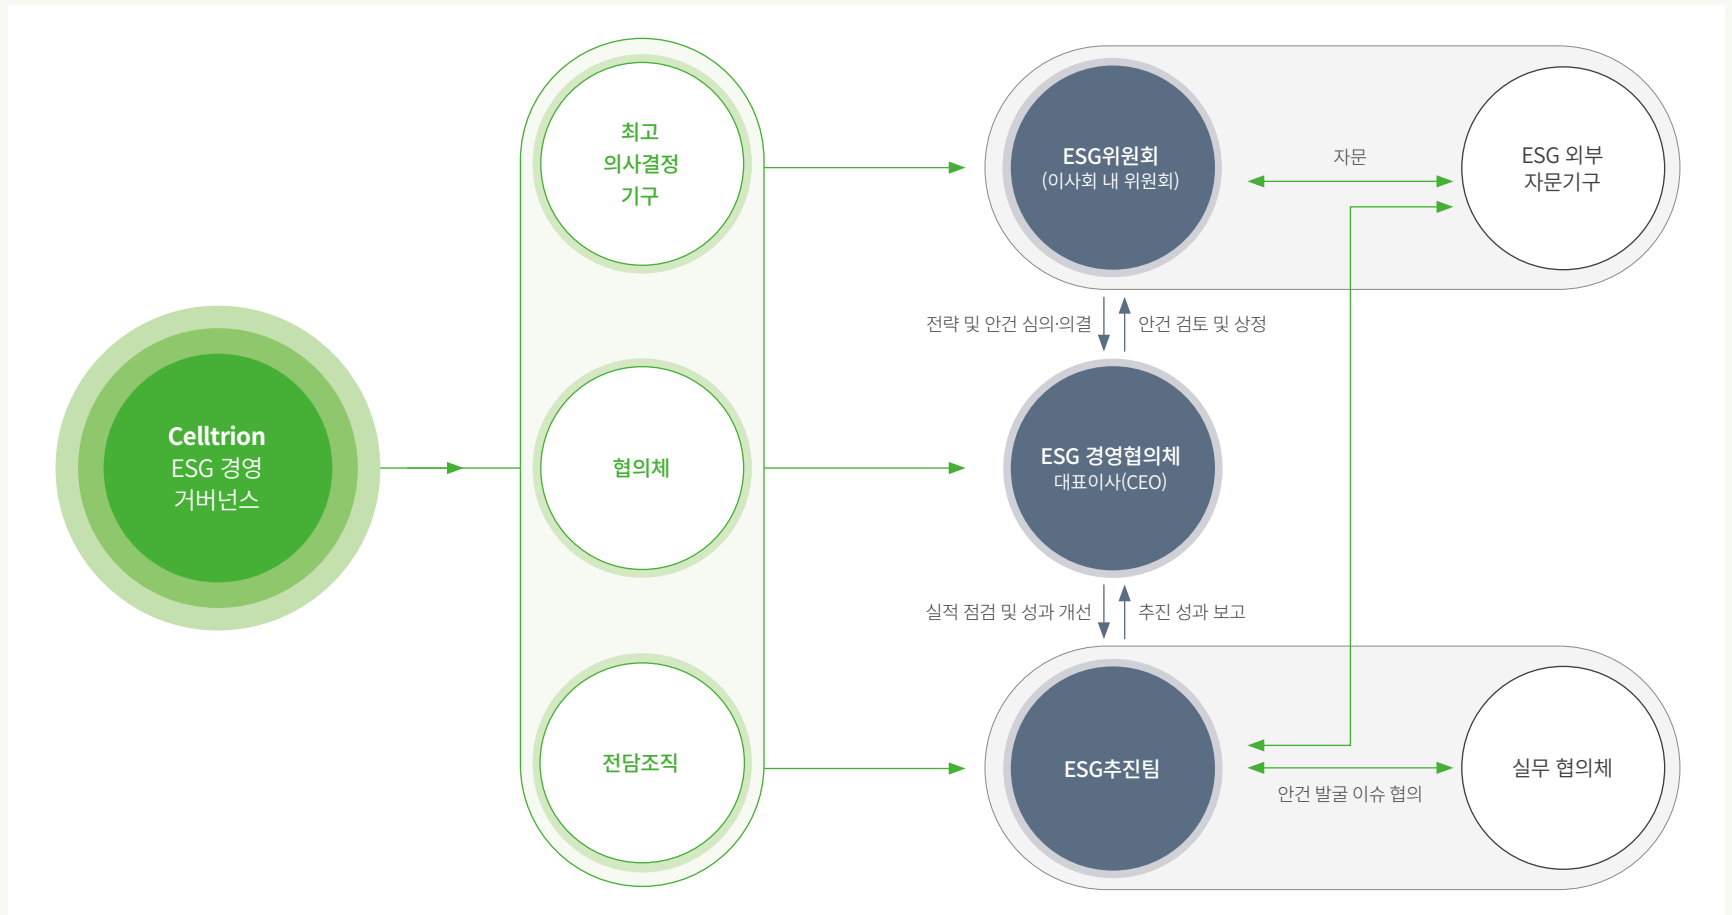 Celltrion
ESG 경영
거버넌스
최고
의사결정
기구
협의체
전담조직
ESG위원회
(이사회 내 위원회)
자문
ESG 외부
자문기구
전략 및 안건 심의·의결
안건 검토 및 상정
ESG 경영협의체
대표이사(CEO)
실적 점검 및 성과 개선
추진 성과 보고
ESG추진팀
안건 발굴 이슈 협의
실무 협의체